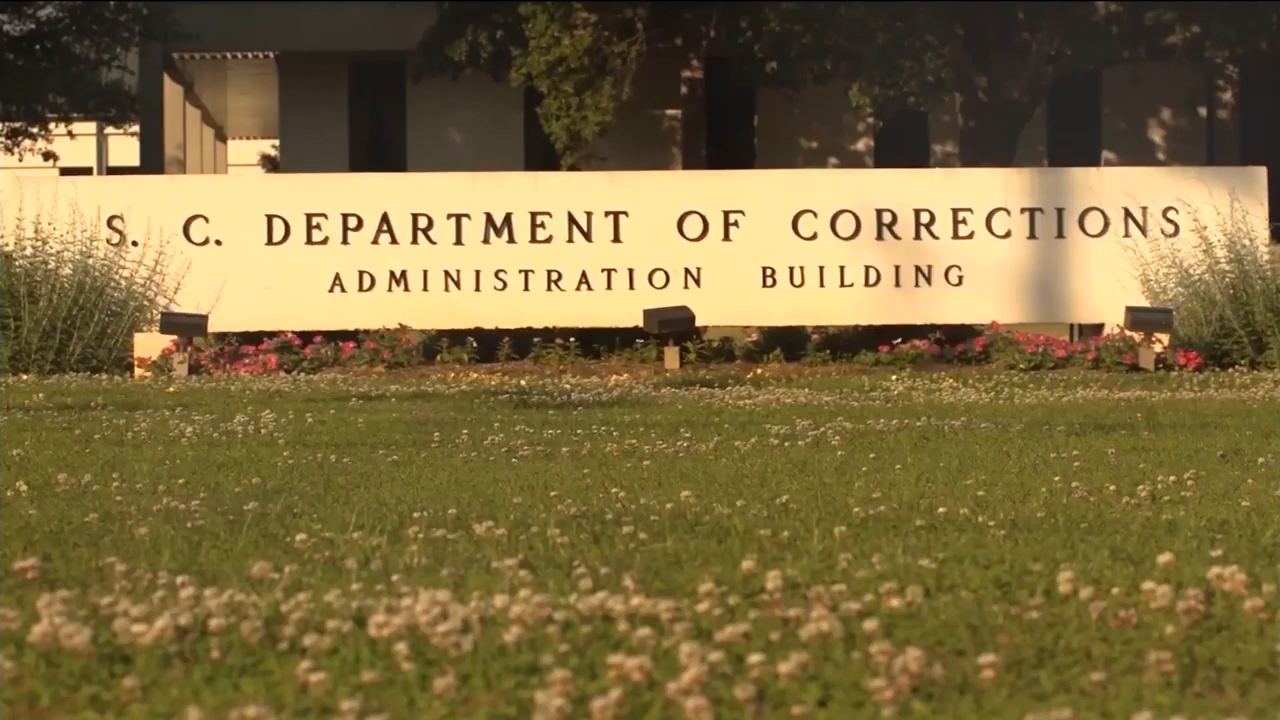 S. C. DEPARTMENT OF CORRECTIONS
ADMINISTRATION BUILDING